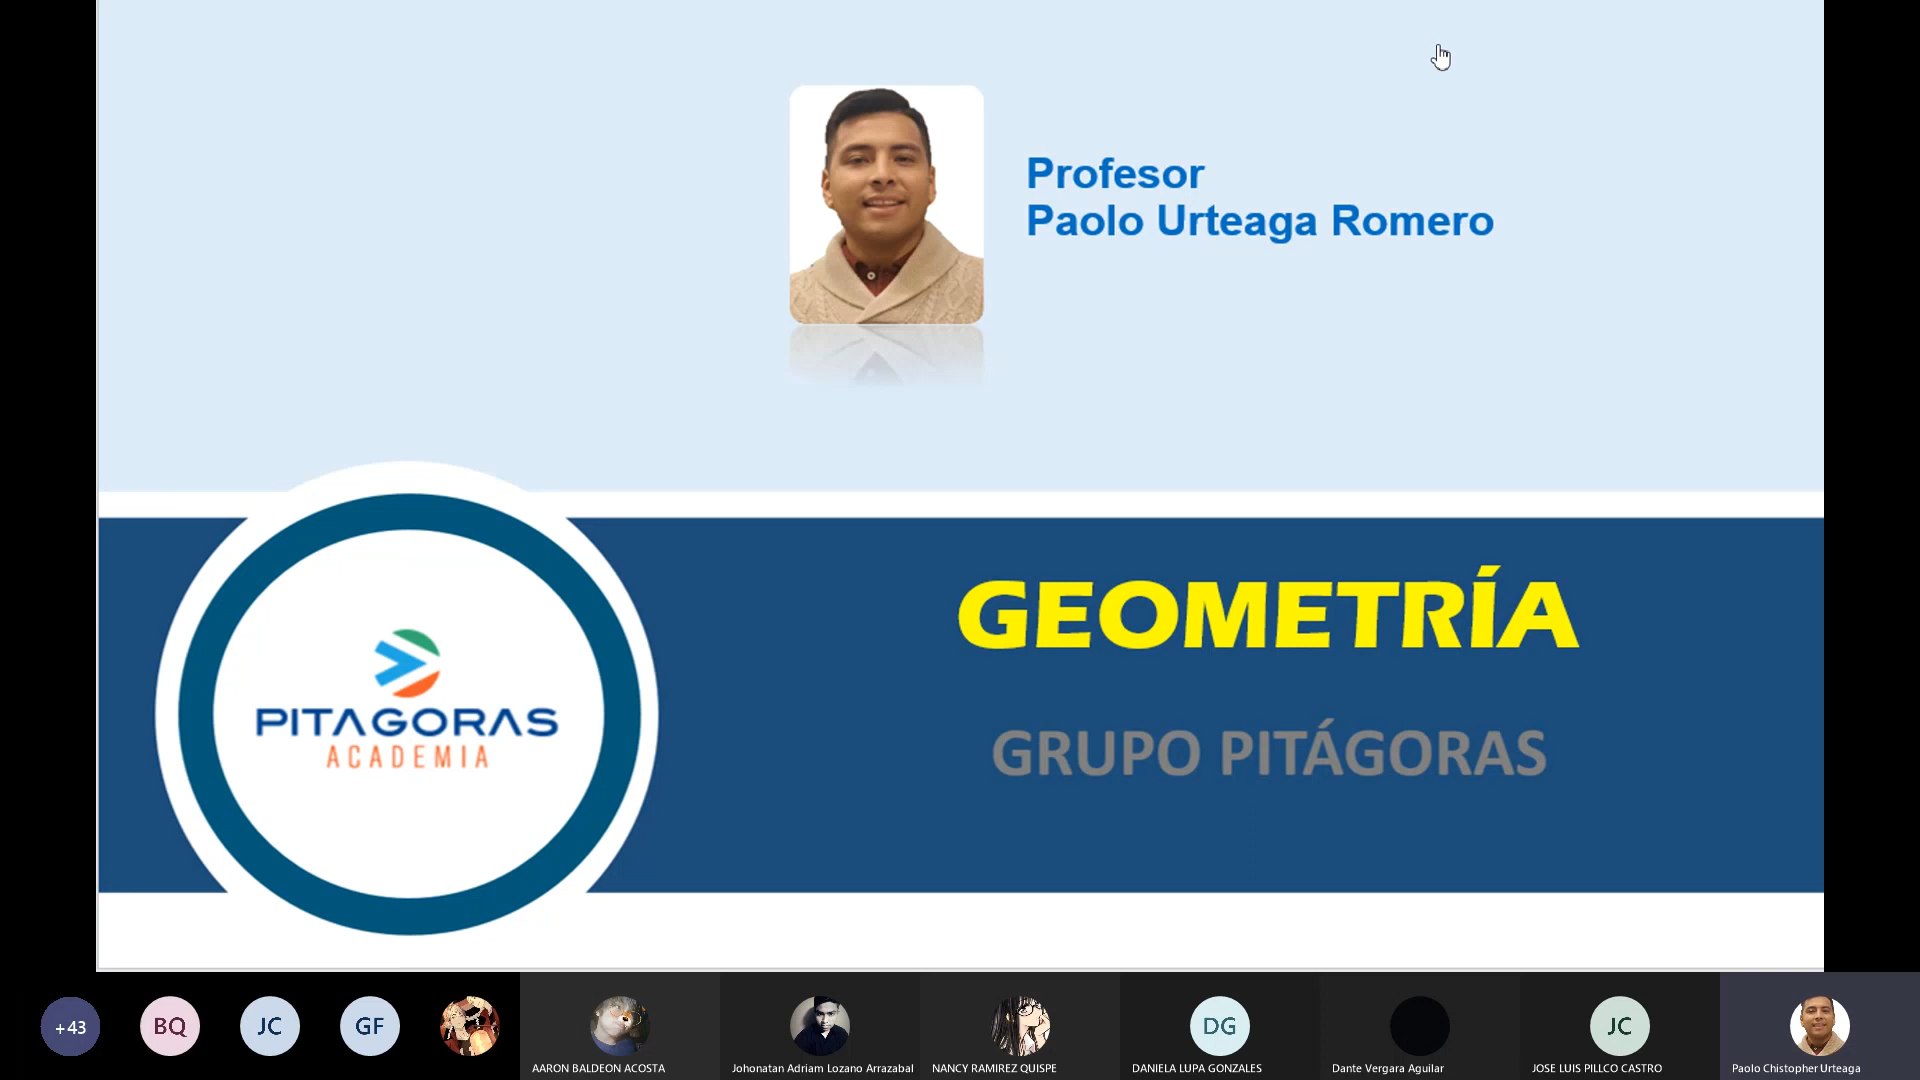 Profesor
Paolo Urteaga Romero
GEOMETRÍA
GRUPO PITÁGORAS
PITAGORAS
ACADEMIA
+43
BQ
JC
GF
AARON BALDEON ACOSTA
Johonatan Adriam Lozano Arrazabal
NANCY RAMIREZ QUISPE
DG
DANIELA LUPA GONZALES
Dante Vergara Aguilar
JC
JOSE LUIS PILLCO CASTRO
Paolo Chistopher Urteaga